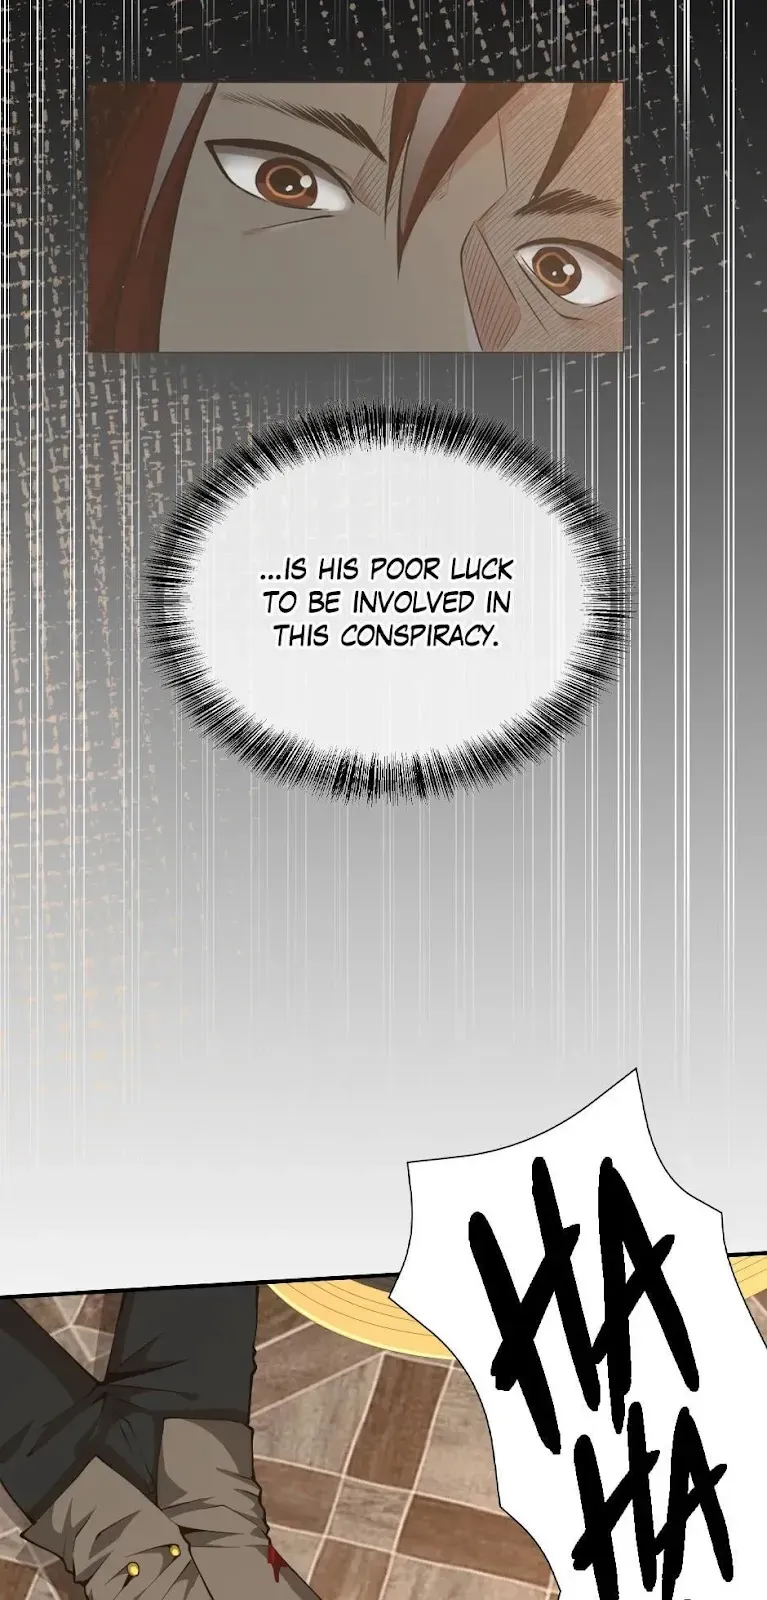 ...IS HIS POOR LUCK
TO BE INVOLVED IN
THIS CONSPIRACY.
HA
HA